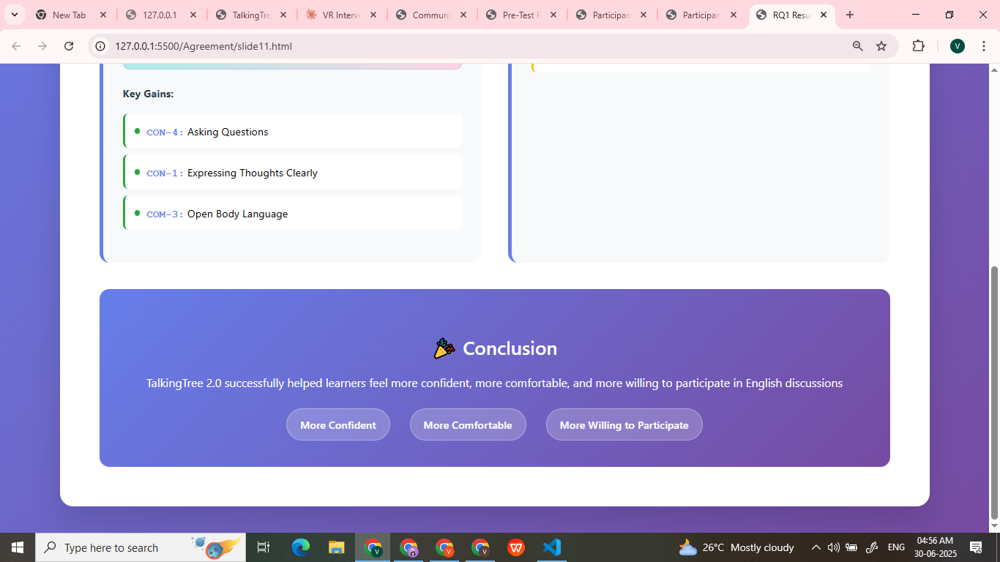 New Tab
127.0.0.1
TalkingTre
VR Interve
Communi
Pre-Test P
Participan
Participan
RQ1 Resu
127.0.0.1:5500/Agreement/slide11.html
V
Key Gains:
CON-4: Asking Questions
CON-1: Expressing Thoughts Clearly
COM-3: Open Body Language
Conclusion
TalkingTree 2.0 successfully helped learners feel more confident, more comfortable, and more willing to participate in English discussions
More Confident
More Comfortable
More Willing to Participate
Type here to search
26°C Mostly cloudy
ENG
04:56 AM
30-06-2025